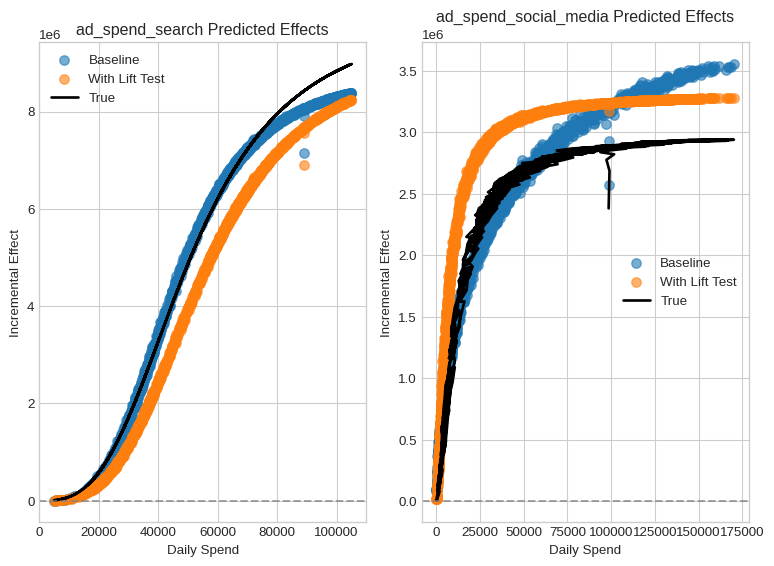 ad_spend_search Predicted Effects
1e6
Baseline
With Lift Test
True
8
6
4
2
0
Incremental Effect
0 20000 40000 60000 80000 100000
Daily Spend
ad_spend_social_media Predicted Effects
1e6
3.5
3.0
2.5
2.0
1.5
1.0
0.5
0.0
Incremental Effect
Baseline
With Lift Test
True
0 25000 50000 75000 100000 125000 150000 175000
Daily Spend